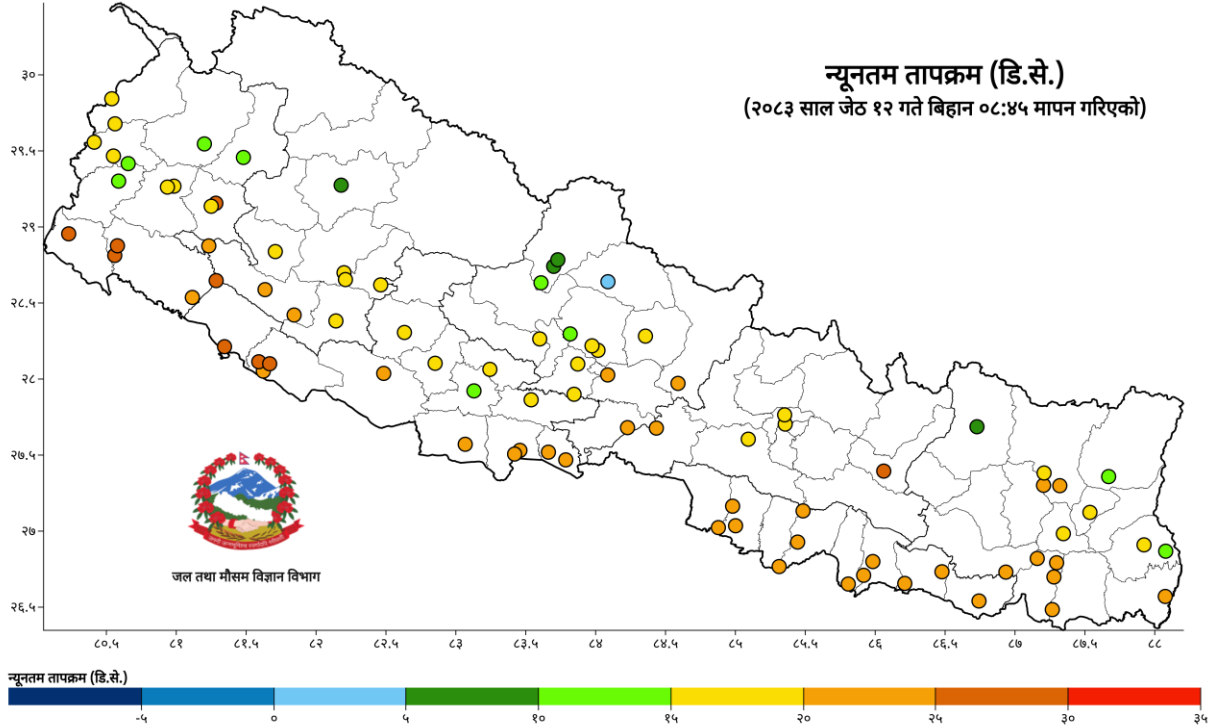 न्यूनतम तापक्रम (डि.से.)
(२०८३ साल जेठ १२ गते बिहान ०८:४५ मापन गरिएको)
३०
२९.५
२९
२८.५
२८
२७.५
२७
२६.५
जल तथा मौसम विज्ञान विभाग
८०.५ ८१ ८१.५ ८२ ८२.५ ८३ ८३.५ ८४ ८४.५ ८५ ८५.५ ८६ ८६.५ ८७ ८७.५ ८८
न्यूनतम तापक्रम (डि.से.)
-५ ० ५ १० १५ २० २५ ३० ३५